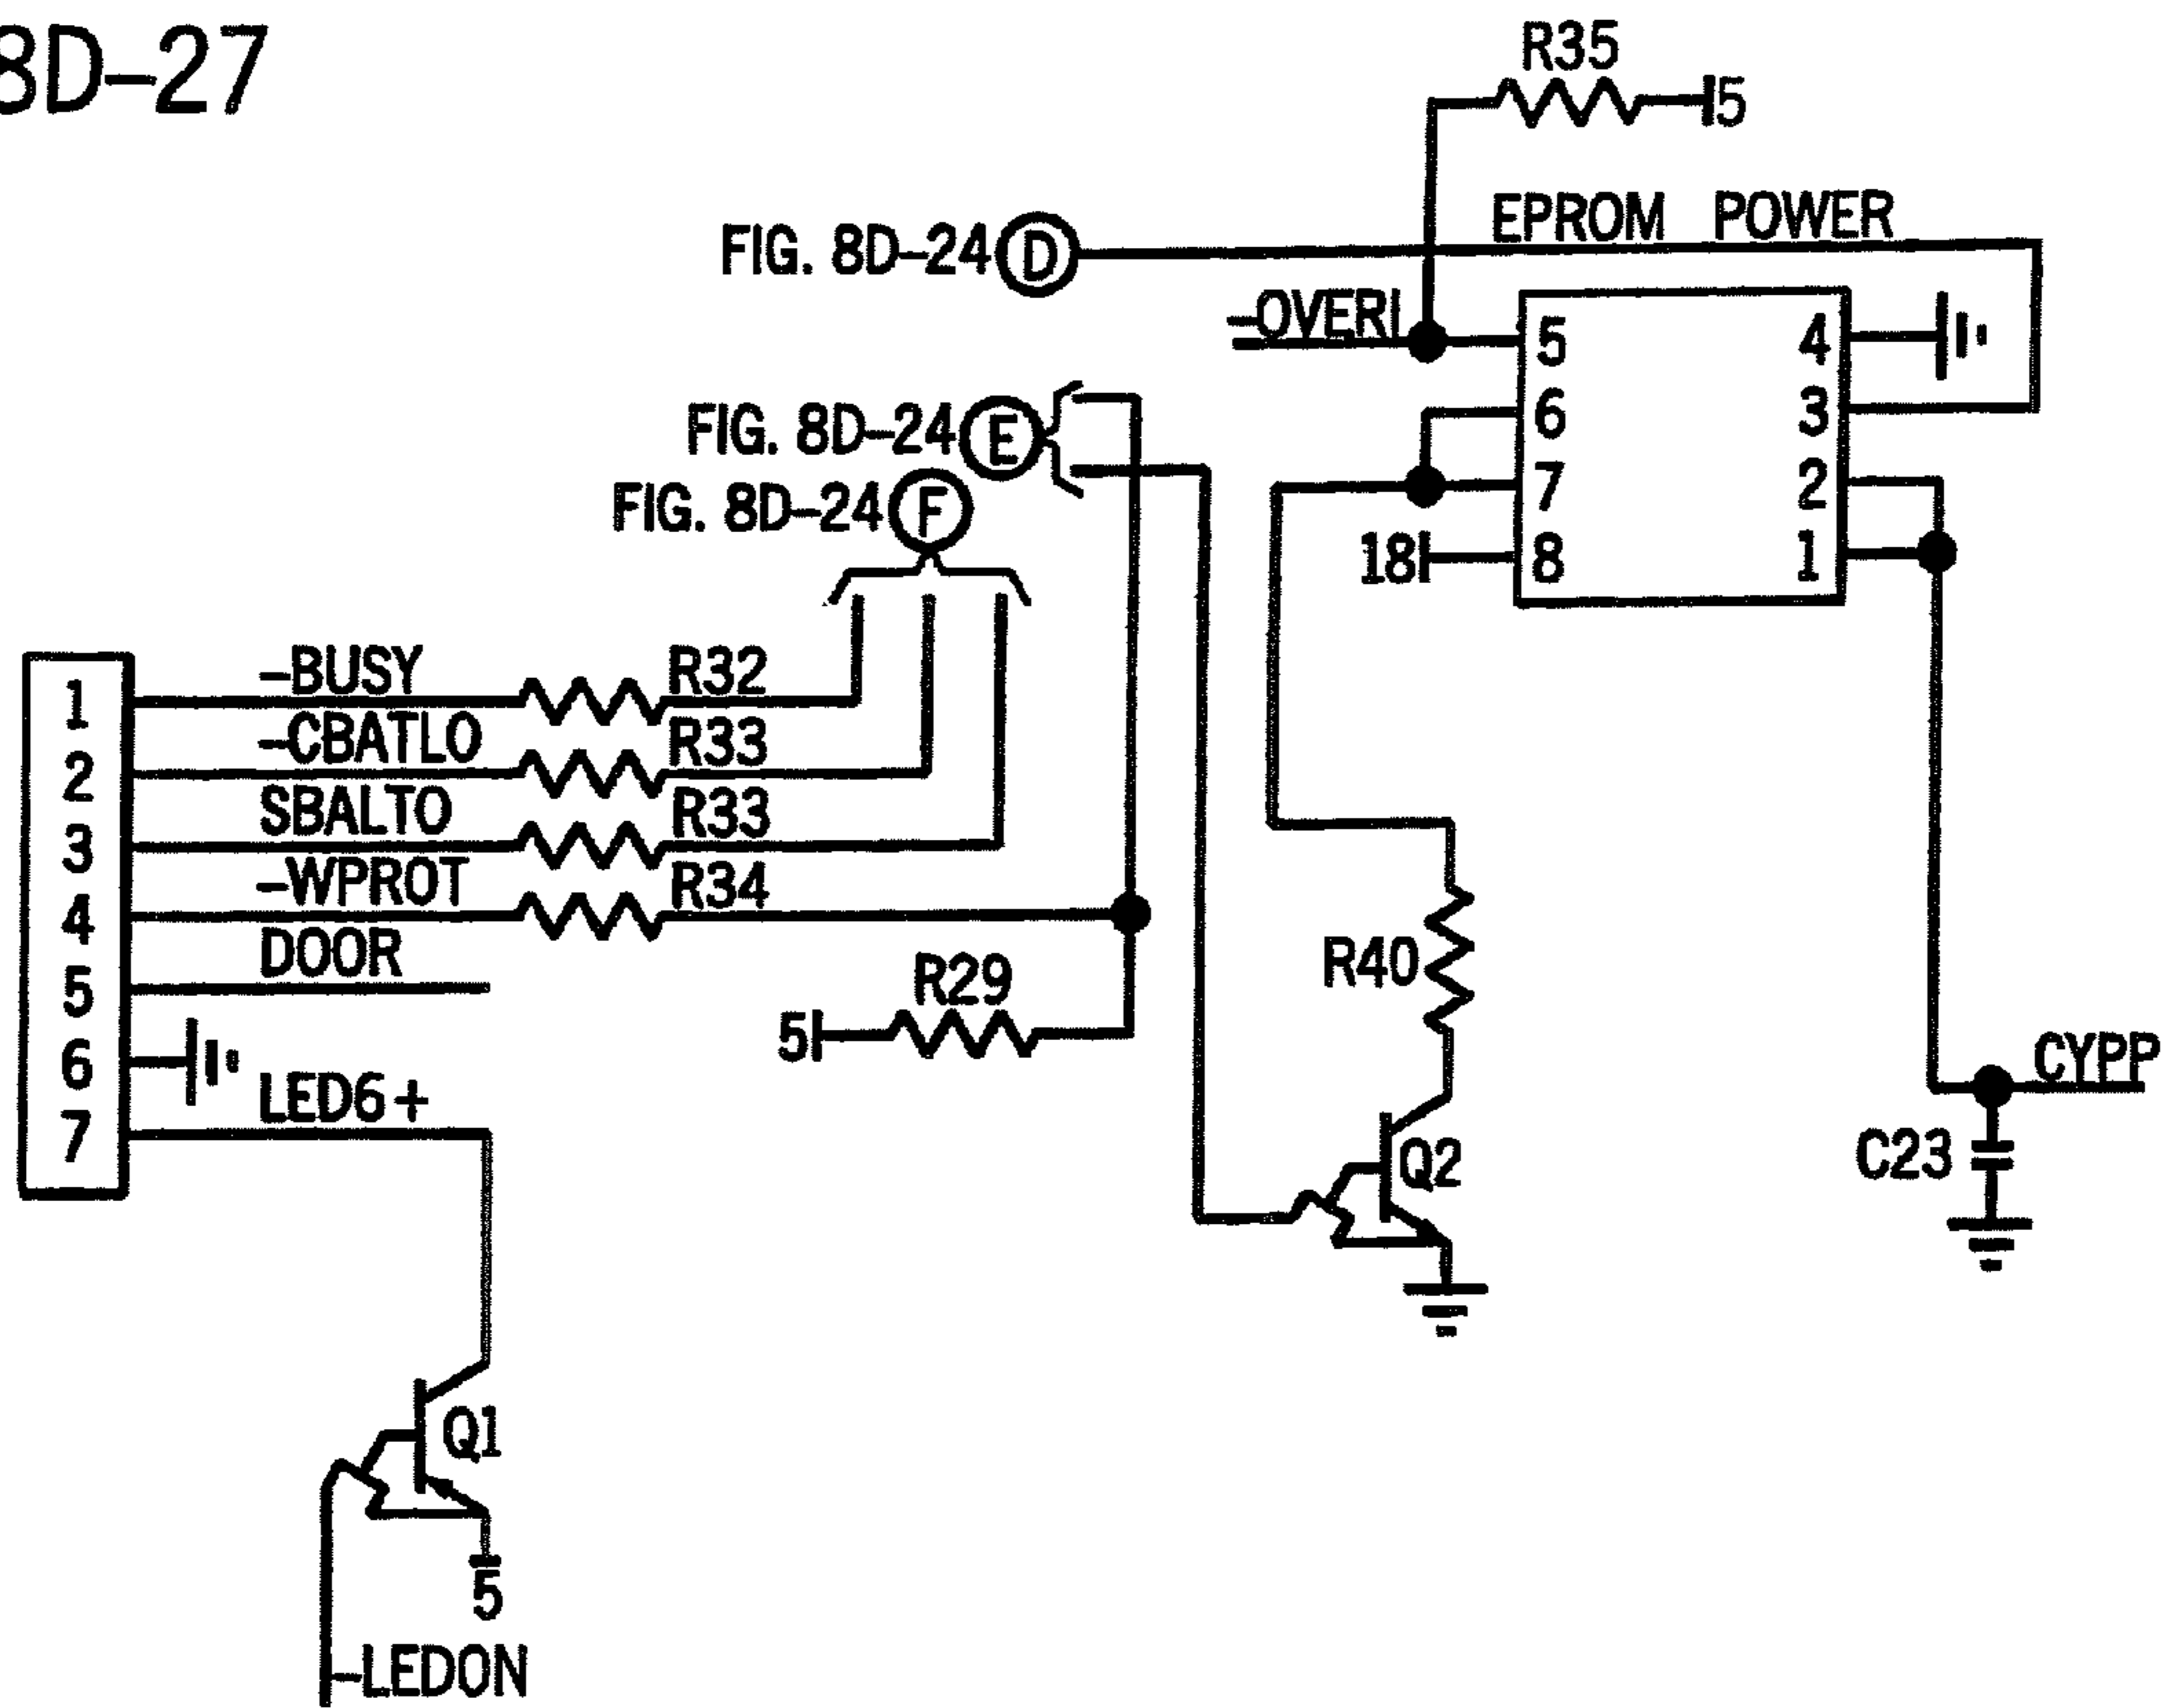 8D-27
R35
5
FIG. 8D-24 D
EPROM POWER
-OVERI
FIG. 8D-24 E
FIG. 8D-24 F
5 4
6 3
7 2
18 8 1
1 -BUSY R32
2 -CBATLO R33
3 SBALTO R33
4 -WPROT R34
5 DOOR
R29
5
6
7 LED6+
R40
Q2
CYPP
C23
Q1
5
-LEDON